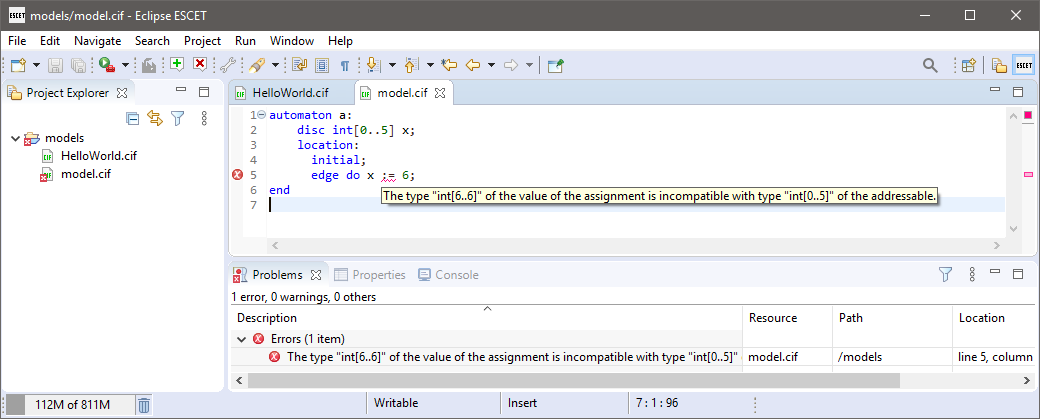 models/model.cif - Eclipse ESCET
File Edit Navigate Search Project Run Window Help
ESCET
Project Explorer
models
HelloWorld.cif
model.cif
HelloWorld.cif model.cif
1 automaton a:
2 disc int[0..5] x;
3 location:
4 initial;
5 edge do x := 6;
6 end
7
The type "int[6..6]" of the value of the assignment is incompatible with type "int[0..5]" of the addressable.
Problems Properties Console
1 error, 0 warnings, 0 others
Description Resource Path Location
Errors (1 item)
The type "int[6..6]" of the value of the assignment is incompatible with type "int[0..5]" model.cif /models line 5, column
112M of 811M Writable Insert 7 : 1 : 96